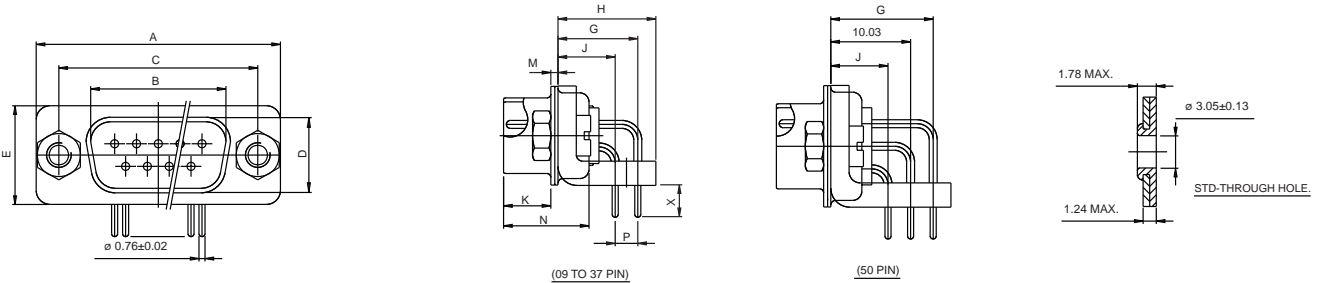 A
C
B
E
D
ø 0.76±0.02
H
G
J
M
K
N
X
P
(09 TO 37 PIN)
G
10.03
J
(50 PIN)
1.78 MAX.
ø 3.05±0.13
1.24 MAX.
STD-THROUGH HOLE.